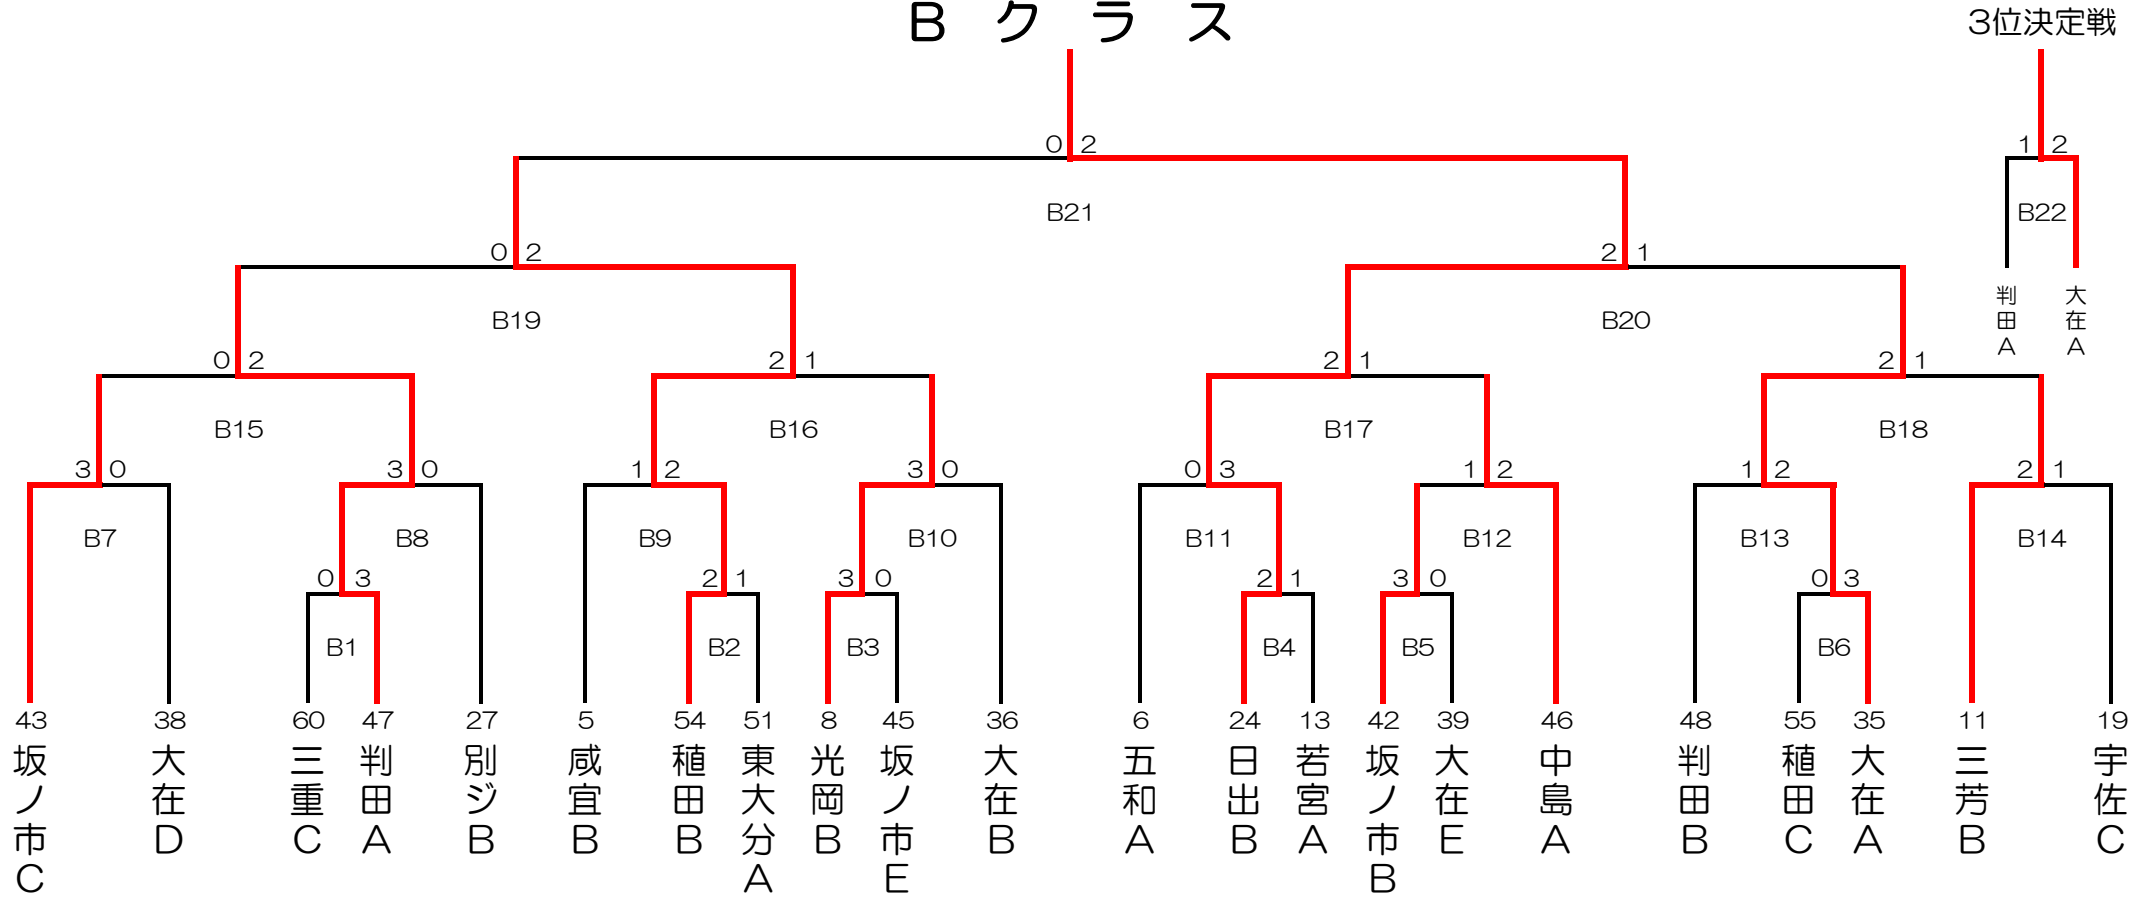 B クラス
3位決定戦
0 2
1 2
B21
B22
0 2
2 1
判田A
大在A
B19
B20
0 2
2 1
2 1
2 1
B15
B16
B17
B18
3 0
3 0
1 2
3 0
0 3
1 2
1 2
2 1
B7
B8
B9
B10
B11
B12
B13
B14
0 3
2 1
3 0
2 1
3 0
0 3
B1
B2
B3
B4
B5
B6
43 坂ノ市C
38 大在D
60 三重C
47 判田A
27 別ジB
5 咸宜B
54 稙田B
51 東大分A
8 光岡B
45 坂ノ市E
36 大在B
6 五和A
24 日出B
13 若宮A
42 坂ノ市B
39 大在E
46 中島A
48 判田B
55 稙田C
35 大在A
11 三芳B
19 宇佐C